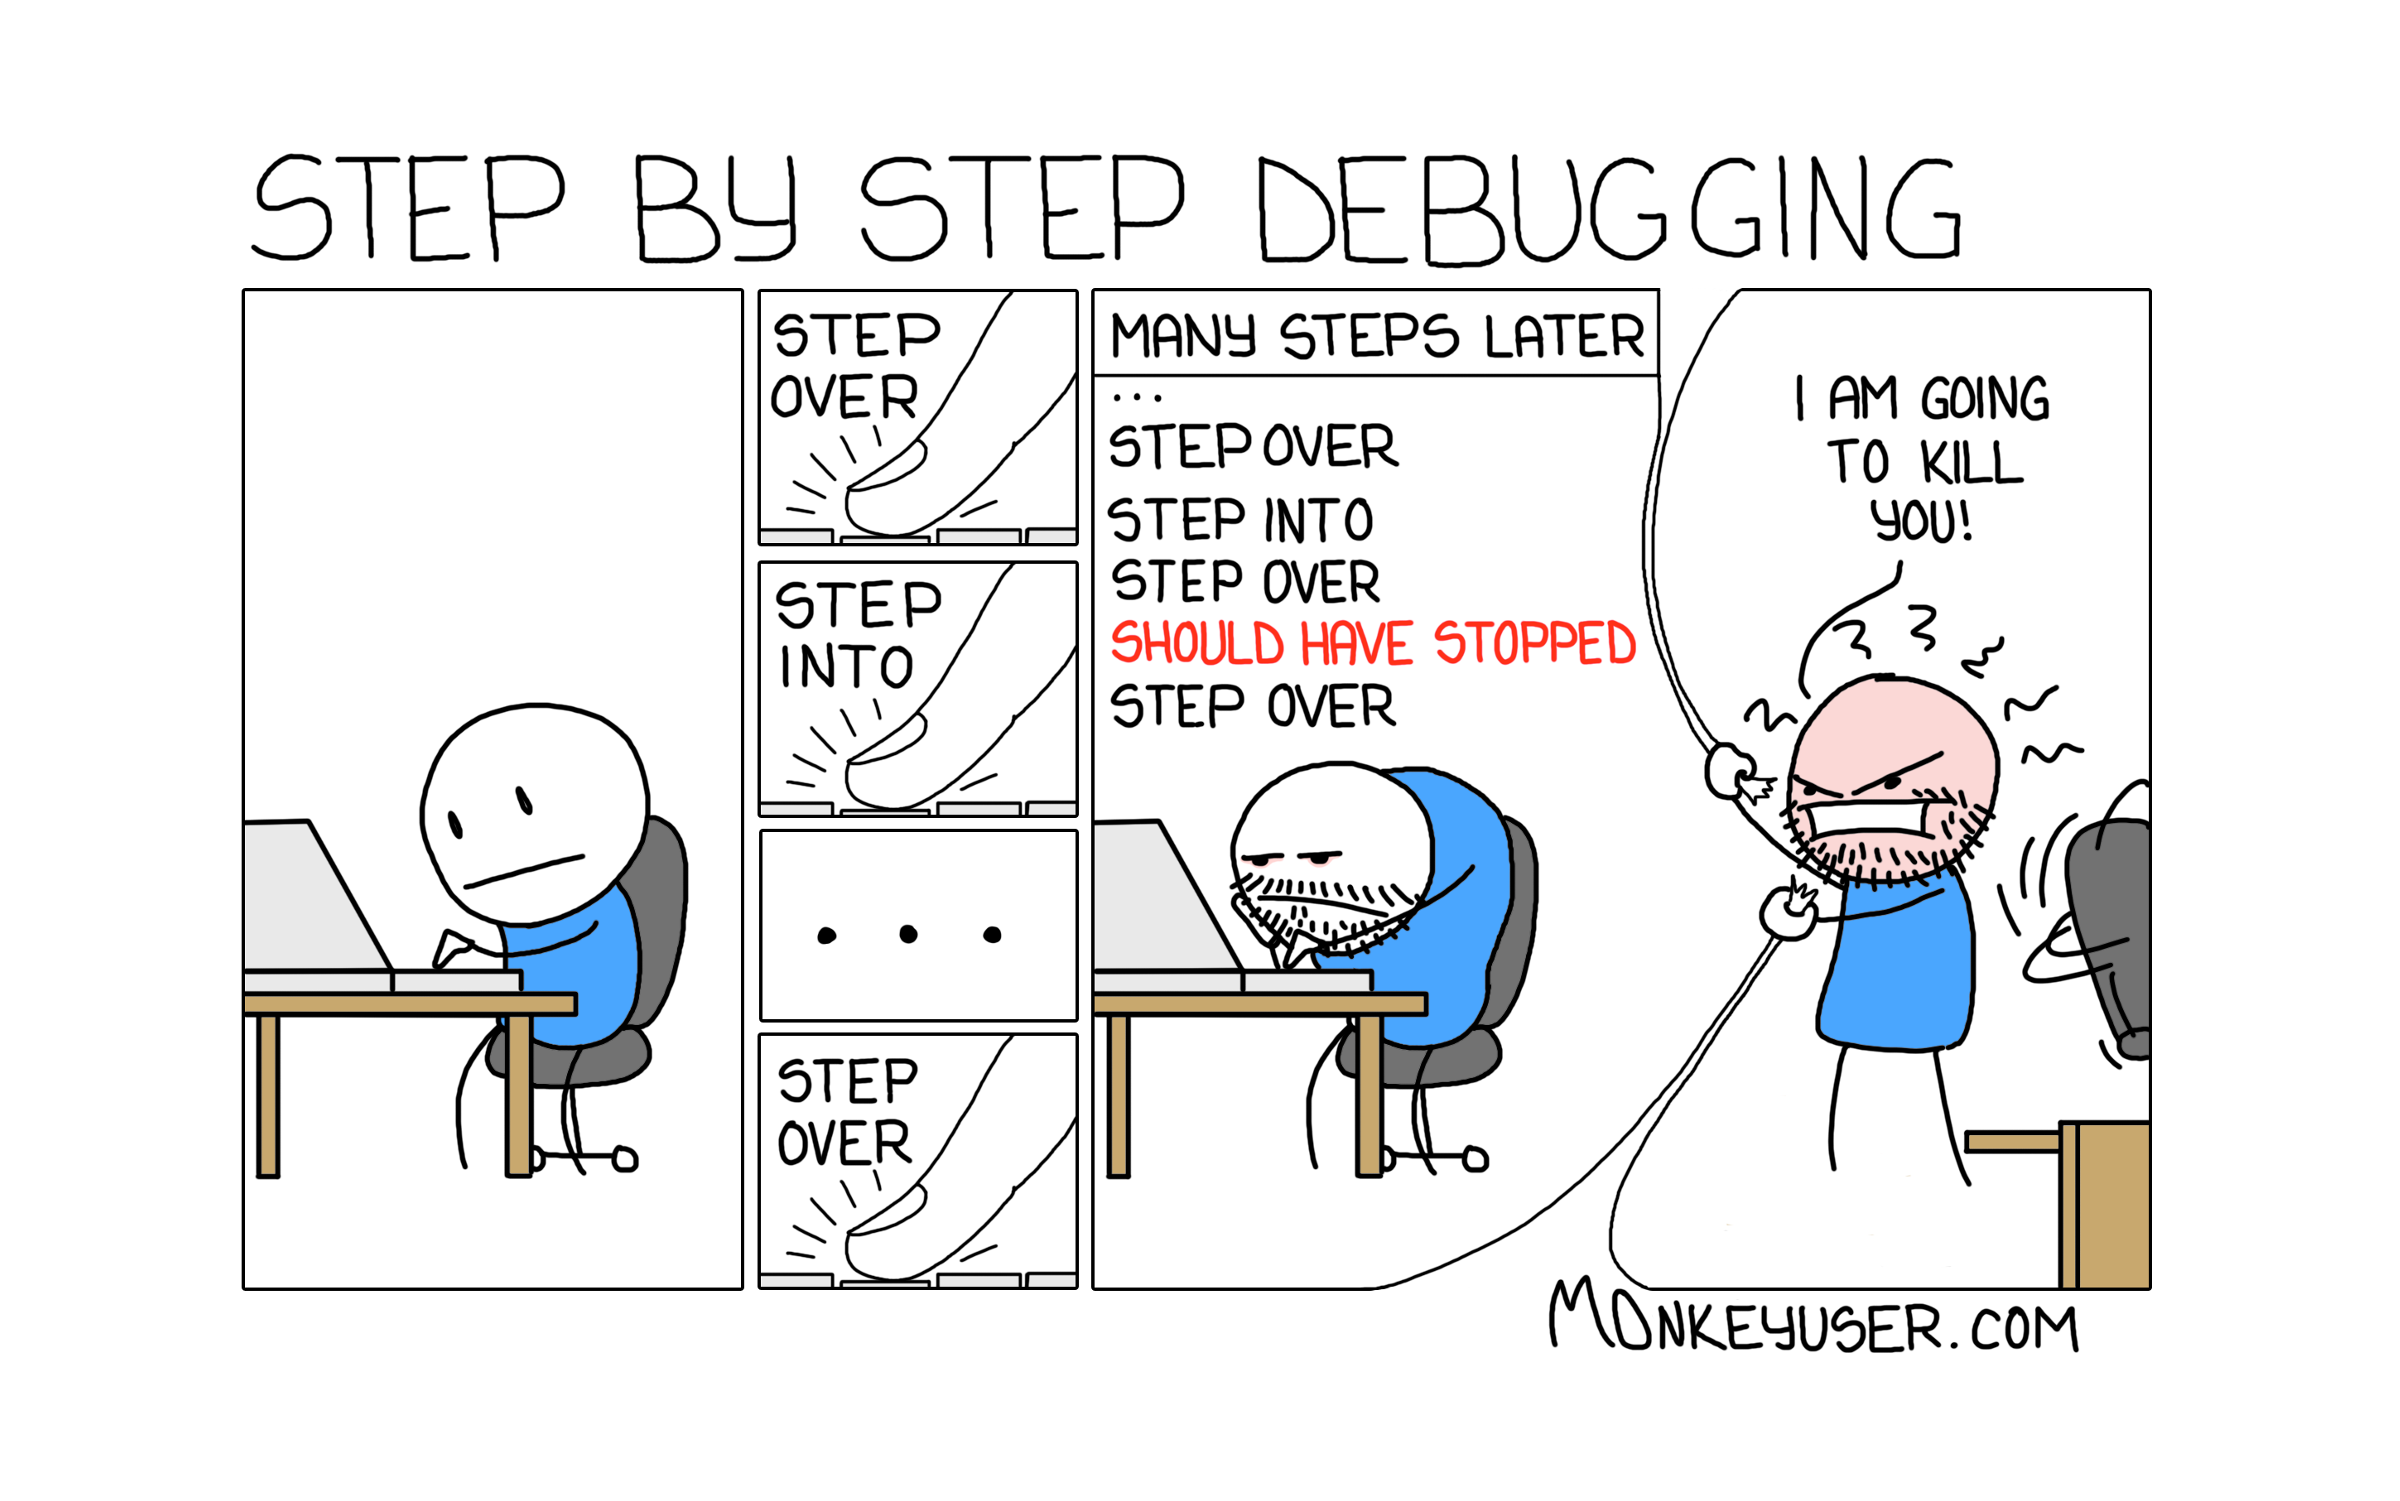 STEP BY STEP DEBUGGING
STEP
OVER
STEP
INTO
...
STEP
OVER
MANY STEPS LATER
...
STEP OVER
STEP INTO
STEP OVER
SHOULD HAVE STOPPED
STEP OVER
I AM GOING
TO KILL
YOU!
MONKEYUSER.COM